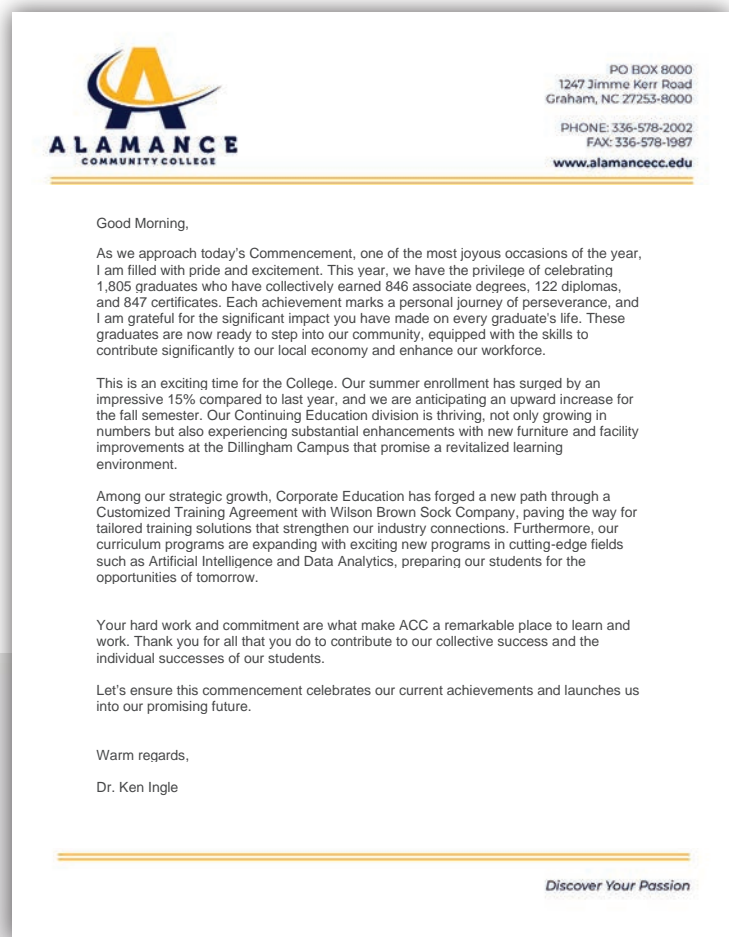 ALAMANCE
COMMUNITY COLLEGE
PO BOX 8000
1247 Jimme Kerr Road
Graham, NC 27253-8000
PHONE: 336-578-2002
FAX: 336-578-1987
www.alamancecc.edu
Good Morning,
As we approach today's Commencement, one of the most joyous occasions of the year,
I am filled with pride and excitement. This year, we have the privilege of celebrating
1,805 graduates who have collectively earned 846 associate degrees, 122 diplomas,
and 847 certificates. Each achievement marks a personal journey of perseverance, and
I am grateful for the significant impact you have made on every graduate's life. These
graduates are now ready to step into our community, equipped with the skills to
contribute significantly to our local economy and enhance our workforce.
This is an exciting time for the College. Our summer enrollment has surged by an
impressive 15% compared to last year, and we are anticipating an upward increase for
the fall semester. Our Continuing Education division is thriving, not only growing in
numbers but also experiencing substantial enhancements with new furniture and facility
improvements at the Dillingham Campus that promise a revitalized learning
environment.
Among our strategic growth, Corporate Education has forged a new path through a
Customized Training Agreement with Wilson Brown Sock Company, paving the way for
tailored training solutions that strengthen our industry connections. Furthermore, our
curriculum programs are expanding with exciting new programs in cutting-edge fields
such as Artificial Intelligence and Data Analytics, preparing our students for the
opportunities of tomorrow.
Your hard work and commitment are what make ACC a remarkable place to learn and
work. Thank you for all that you do to contribute to our collective success and the
individual successes of our students.
Let's ensure this commencement celebrates our current achievements and launches us
into our promising future.
Warm regards,
Dr. Ken Ingle
Discover Your Passion